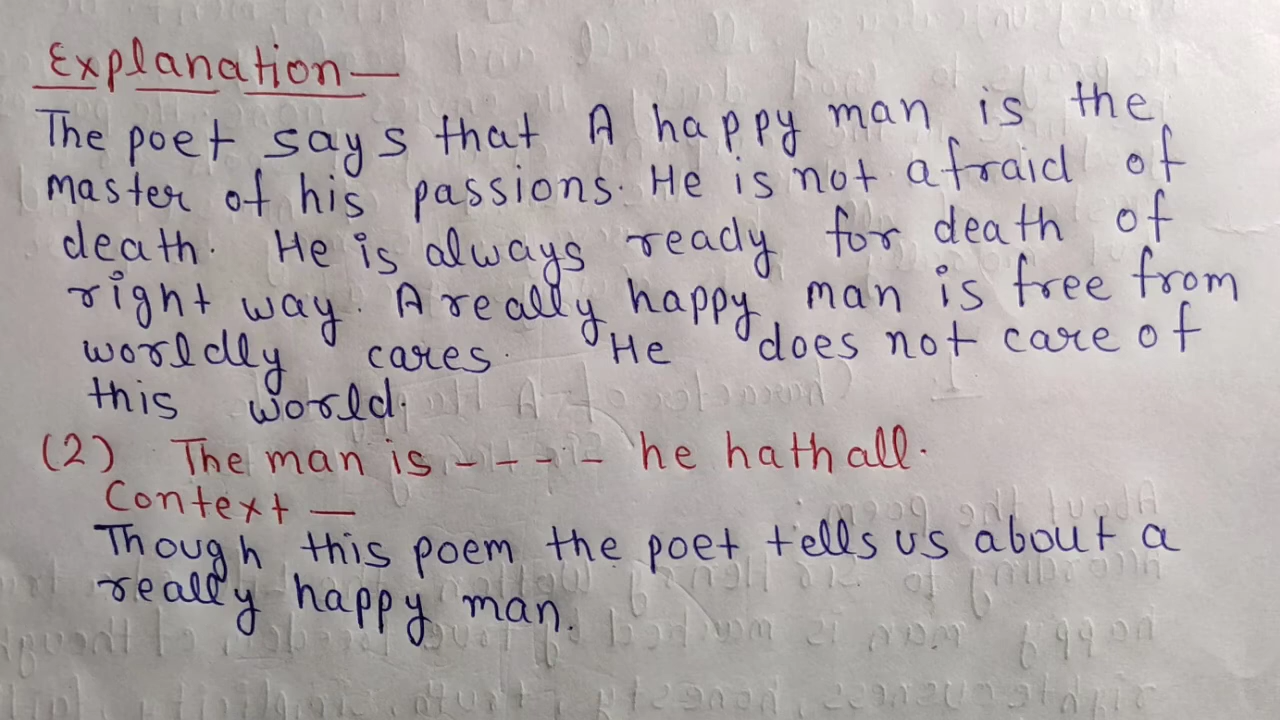 Explanation —
The poet says that A happy man is the
master of his passions. He is not afraid of
death. He is always ready for death of
right way. A really happy man is free from
worldly cares. He does not care of
this world.
(2) The man is - - - - he hath all.
Context —
Though this poem the poet tells us about a
really happy man.